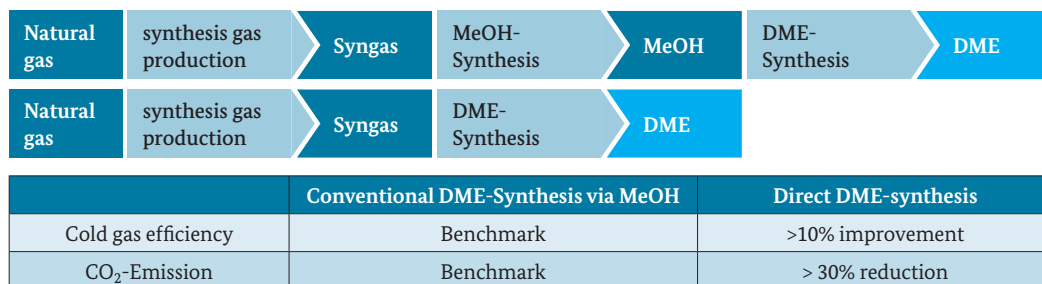 Natural gas synthesis gas production Syngas MeOH-Synthesis MeOH DME-Synthesis DME
Natural gas synthesis gas production Syngas DME-Synthesis DME
Conventional DME-Synthesis via MeOH Direct DME-synthesis
Cold gas efficiency Benchmark >10% improvement
CO₂-Emission Benchmark > 30% reduction